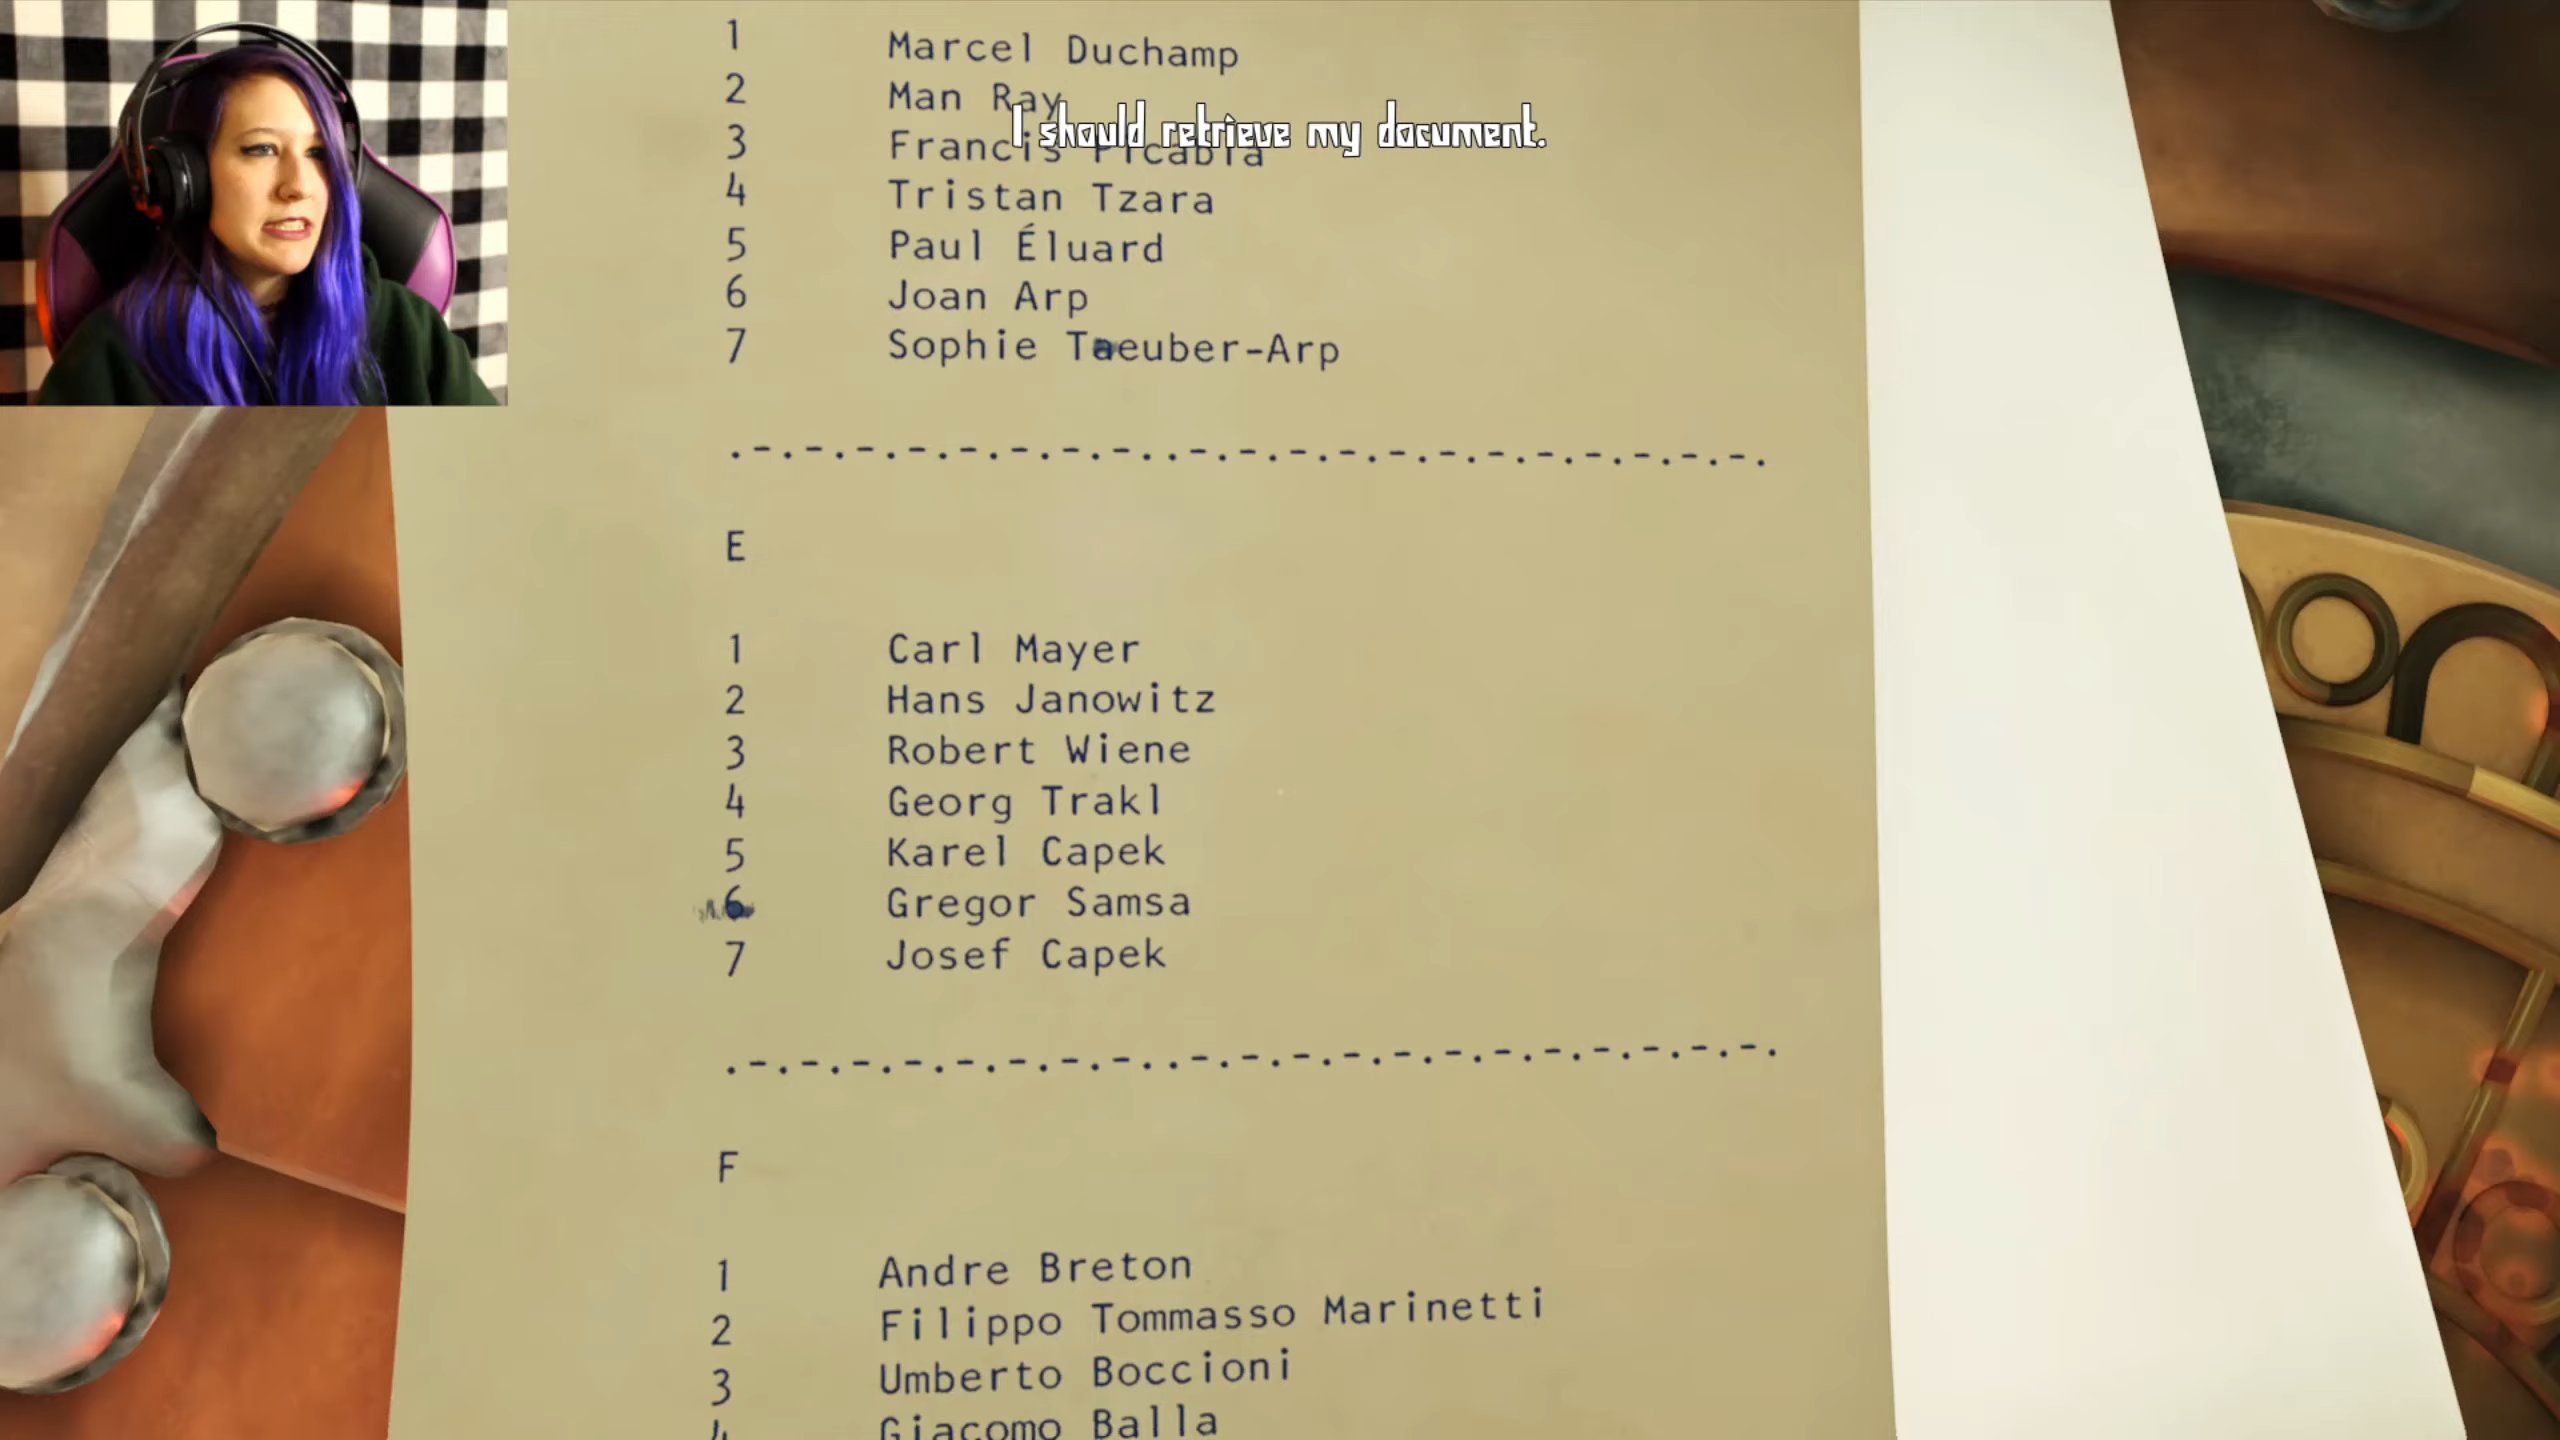 1 Marcel Duchamp
2 Man Ray
I should retrieve my document.
3 Francis Picabia
4 Tristan Tzara
5 Paul Éluard
6 Joan Arp
7 Sophie Taeuber-Arp
.-.-.-.-.-.-.-.-..-.-.-.-.-.-.-.-.-.-.-.
E
1 Carl Mayer
2 Hans Janowitz
3 Robert Wiene
4 Georg Trakl
5 Karel Capek
6 Gregor Samsa
7 Josef Capek
.-.-.-.-.-.-.-.-..-.-.-.-.-.-.-.-.-.-.-.
F
1 Andre Breton
2 Filippo Tommasso Marinetti
3 Umberto Boccioni
4 Giacomo Balla